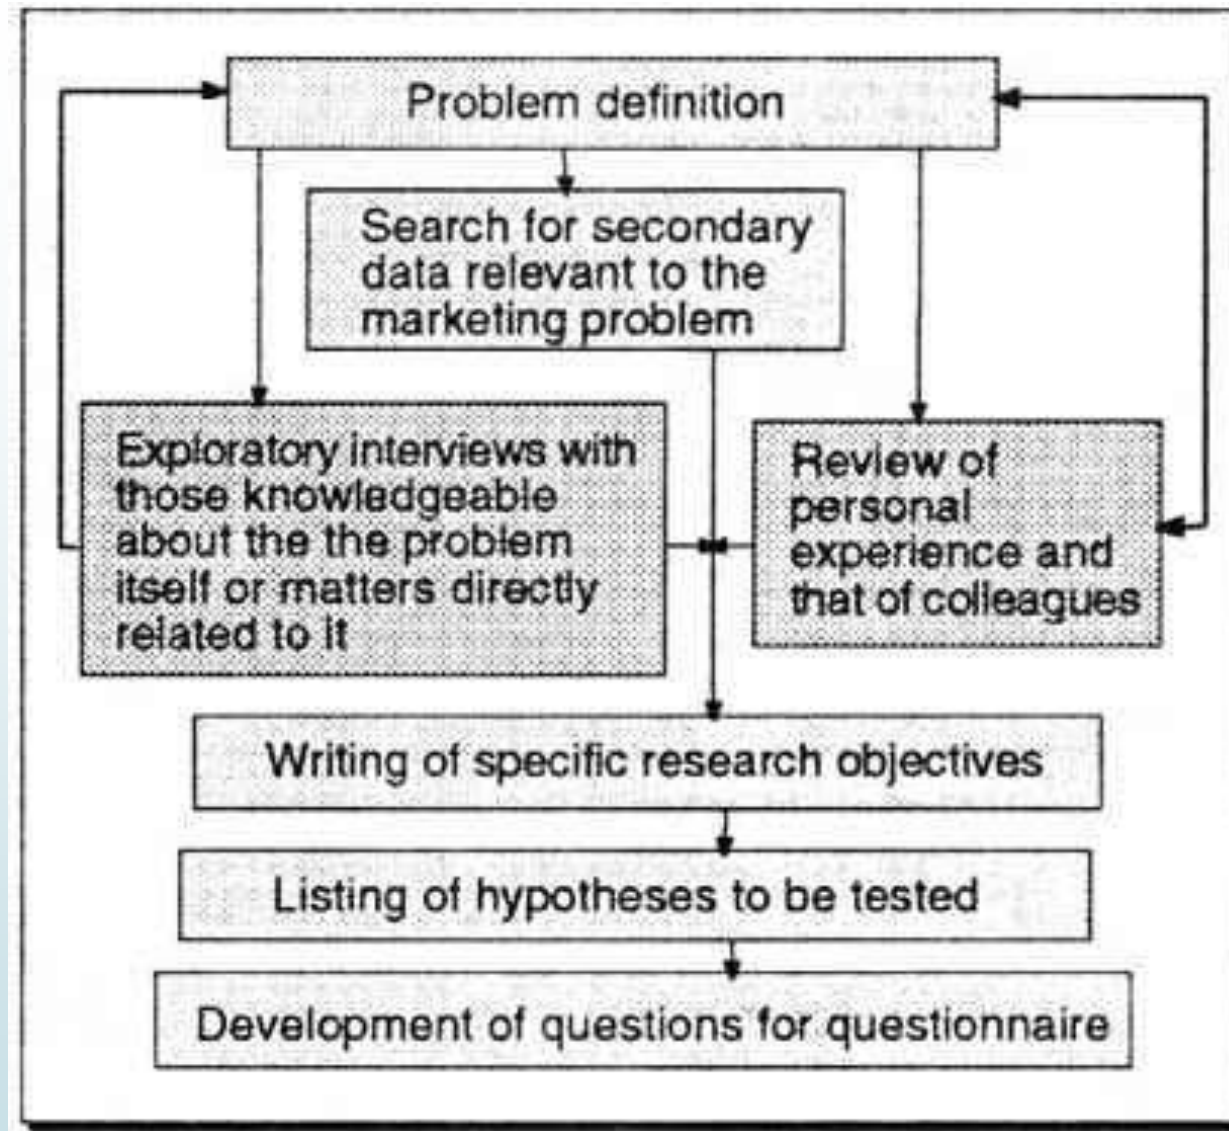 Problem definition
Search for secondary
data relevant to the
marketing problem
Exploratory interviews with
those knowledgeable
about the the problem
itself or matters directly
related to it
Review of
personal
experience and
that of colleagues
Writing of specific research objectives
Listing of hypotheses to be tested
Development of questions for questionnaire